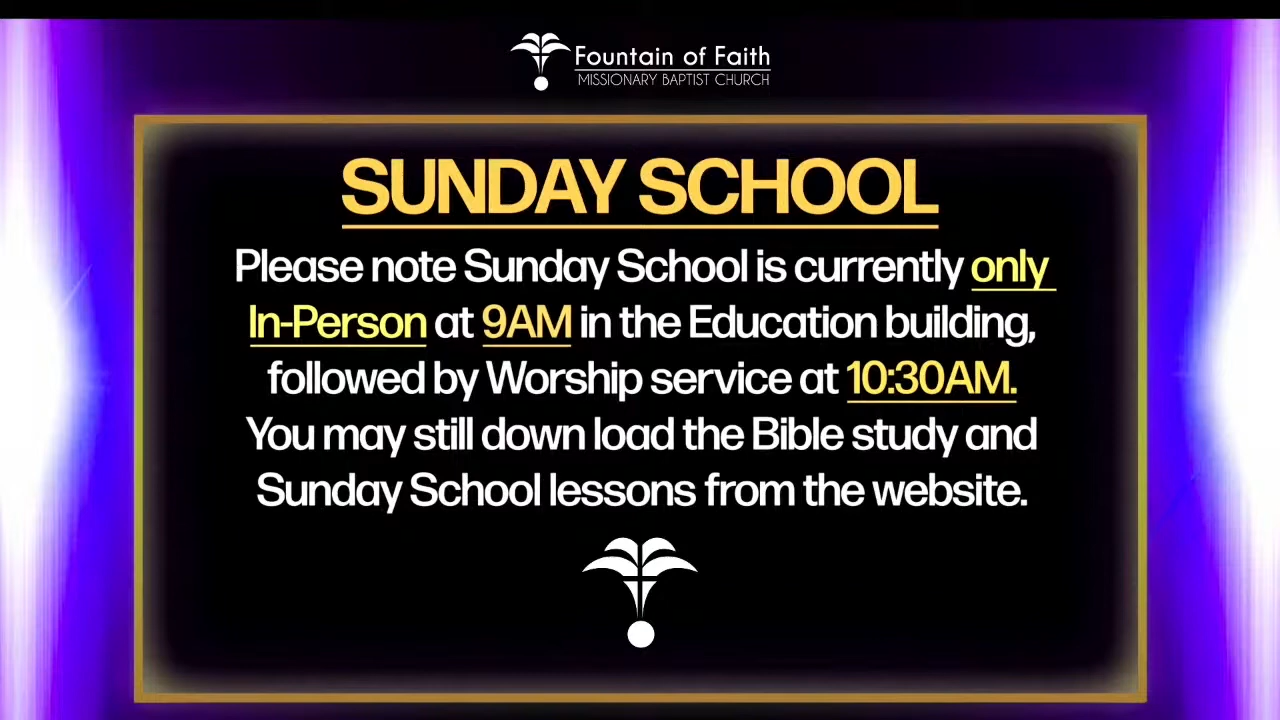 Fountain of Faith
MISSIONARY BAPTIST CHURCH
SUNDAY SCHOOL
Please note Sunday School is currently only
In-Person at 9AM in the Education building,
followed by Worship service at 10:30AM.
You may still down load the Bible study and
Sunday School lessons from the website.